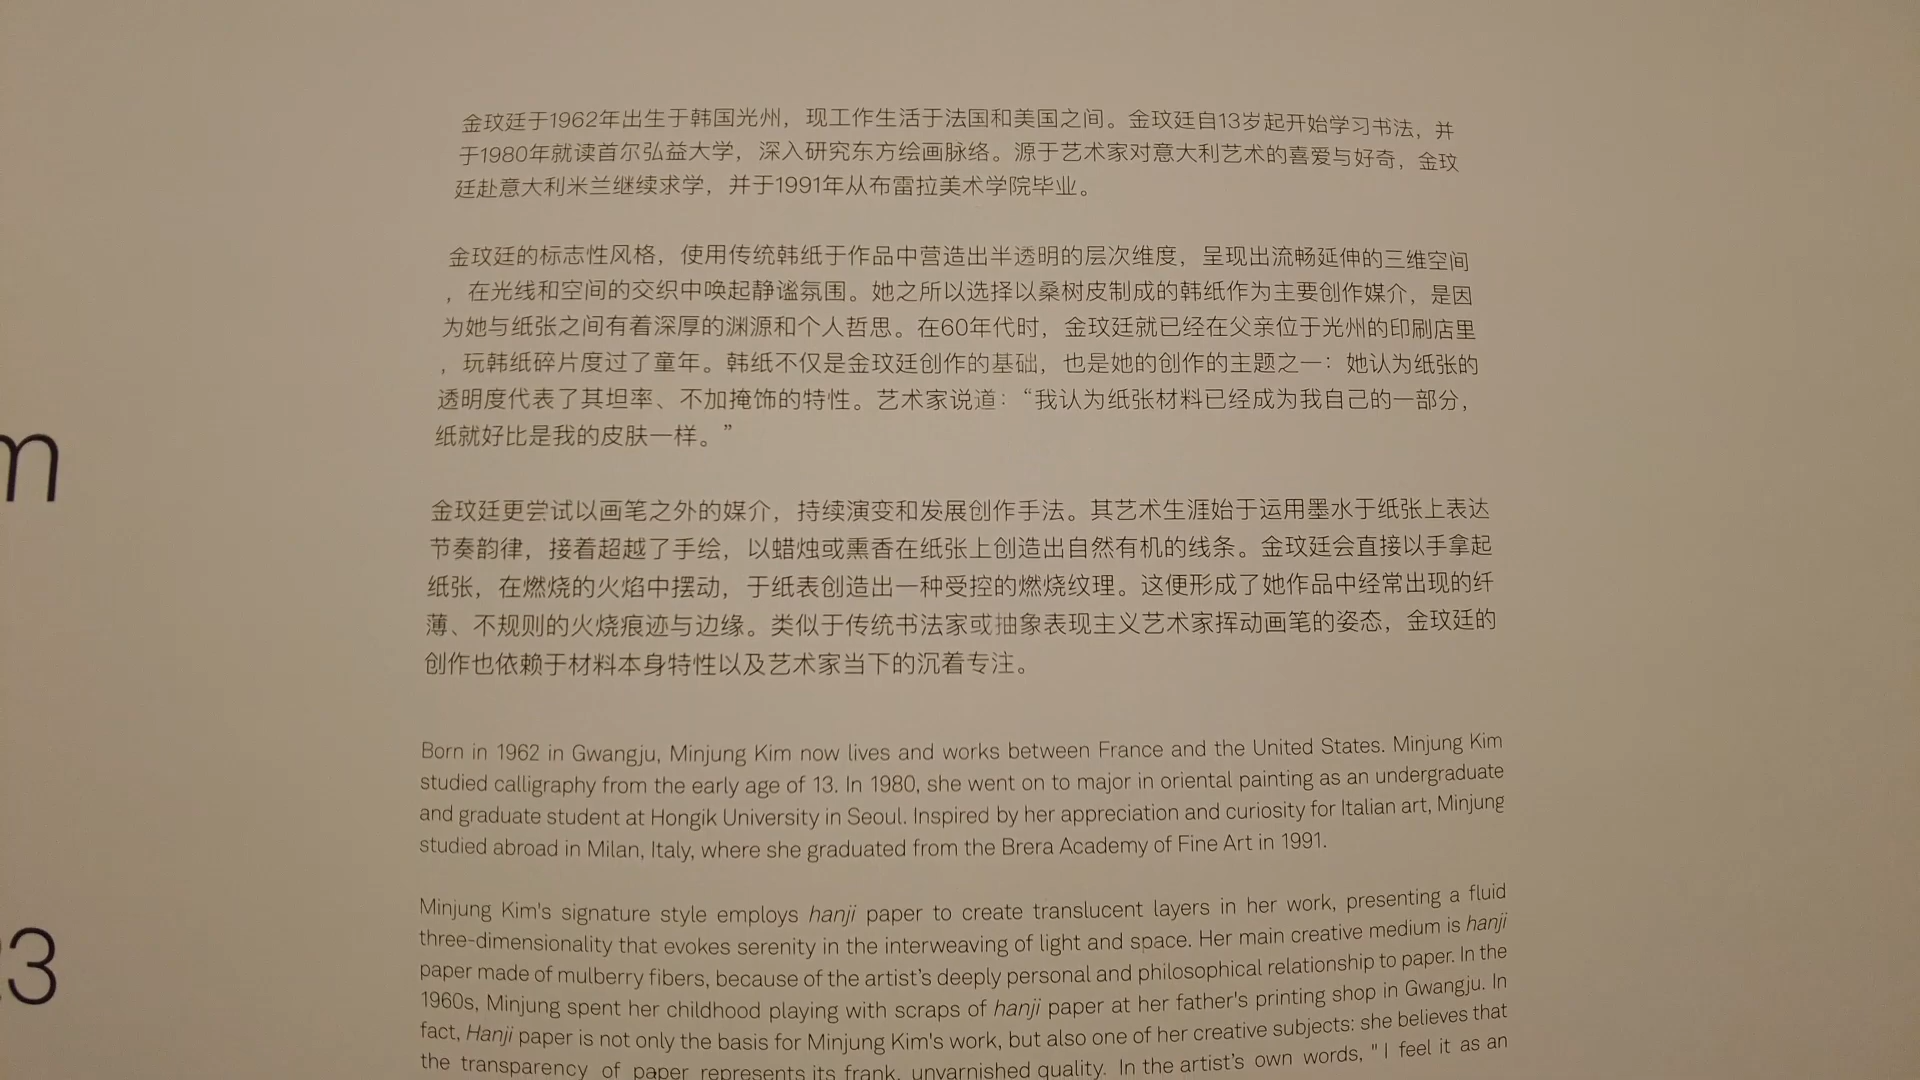 金玟廷于1962年出生于韩国光州，现工作生活于法国和美国之间。金玟廷自13岁起开始学习书法，并
于1980年就读首尔弘益大学，深入研究东方绘画脉络。源于艺术家对意大利艺术的喜爱与好奇，金玟
廷赴意大利米兰继续求学，并于1991年从布雷拉美术学院毕业。
金玟廷的标志性风格，使用传统韩纸于作品中营造出半透明的层次维度，呈现出流畅延伸的三维空间
，在光线和空间的交织中唤起静谧氛围。她之所以选择以桑树皮制成的韩纸作为主要创作媒介，是因
为她与纸张之间有着深厚的渊源和个人哲思。在60年代时，金玟廷就已经在父亲位于光州的印刷店里
，玩韩纸碎片度过了童年。韩纸不仅是金玟廷创作的基础，也是她的创作的主题之一：她认为纸张的
透明度代表了其坦率、不加掩饰的特性。艺术家说道：“我认为纸张材料已经成为我自己的一部分，
纸就好比是我的皮肤一样。”
金玟廷更尝试以画笔之外的媒介，持续演变和发展创作手法。其艺术生涯始于运用墨水于纸张上表达
节奏韵律，接着超越了手绘，以蜡烛或熏香在纸张上创造出自然有机的线条。金玟廷会直接以手拿起
纸张，在燃烧的火焰中摆动，于纸表创造出一种受控的燃烧纹理。这便形成了她作品中经常出现的纤
薄、不规则的火烧痕迹与边缘。类似于传统书法家或抽象表现主义艺术家挥动画笔的姿态，金玟廷的
创作也依赖于材料本身特性以及艺术家当下的沉着专注。
m
Born in 1962 in Gwangju, Minjung Kim now lives and works between France and the United States. Minjung Kim
studied calligraphy from the early age of 13. In 1980, she went on to major in oriental painting as an undergraduate
and graduate student at Hongik University in Seoul. Inspired by her appreciation and curiosity for Italian art, Minjung
studied abroad in Milan, Italy, where she graduated from the Brera Academy of Fine Art in 1991.
Minjung Kim's signature style employs hanji paper to create translucent layers in her work, presenting a fluid
three-dimensionality that evokes serenity in the interweaving of light and space. Her main creative medium is hanji
paper made of mulberry fibers, because of the artist's deeply personal and philosophical relationship to paper. In the
1960s, Minjung spent her childhood playing with scraps of hanji paper at her father's printing shop in Gwangju. In
fact, Hanji paper is not only the basis for Minjung Kim's work, but also one of her creative subjects: she believes that
the transparency of paper represents its frank, unvarnished quality. In the artist's own words, "I feel it as an
3